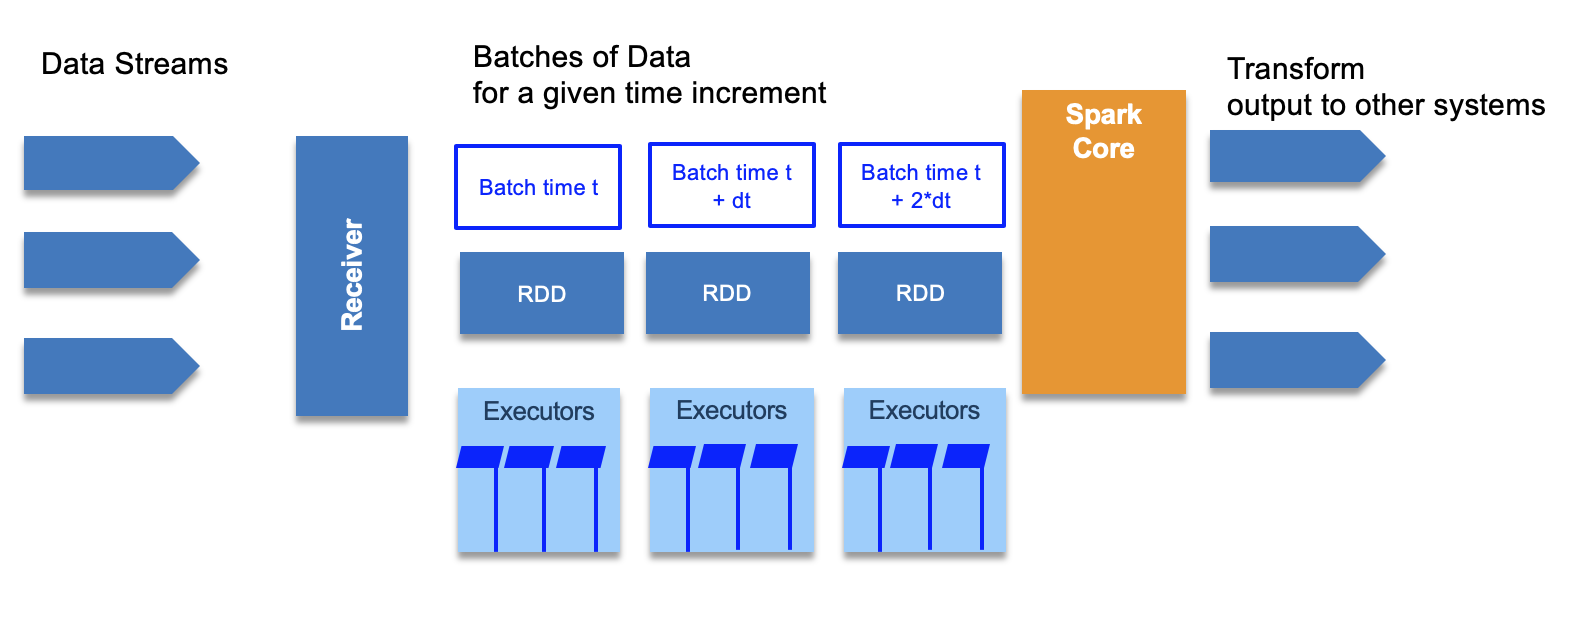 Data Streams
Batches of Data
for a given time increment
Transform
output to other systems
Spark
Core
Receiver
Batch time t
Batch time t
+ dt
Batch time t
+ 2*dt
RDD
RDD
RDD
Executors
Executors
Executors